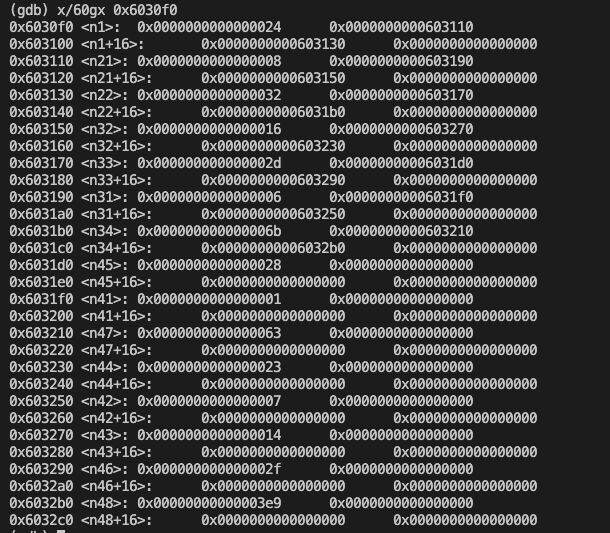 (gdb) x/60gx 0x6030f0
0x6030f0 <n1>: 0x0000000000000024 0x0000000000603110
0x603100 <n1+16>: 0x0000000000603130 0x0000000000000000
0x603110 <n21>: 0x0000000000000008 0x0000000000603190
0x603120 <n21+16>: 0x0000000000603150 0x0000000000000000
0x603130 <n22>: 0x0000000000000032 0x0000000000603170
0x603140 <n22+16>: 0x00000000006031b0 0x0000000000000000
0x603150 <n32>: 0x0000000000000016 0x0000000000603270
0x603160 <n32+16>: 0x0000000000603230 0x0000000000000000
0x603170 <n33>: 0x000000000000002d 0x00000000006031d0
0x603180 <n33+16>: 0x0000000000603290 0x0000000000000000
0x603190 <n31>: 0x0000000000000006 0x00000000006031f0
0x6031a0 <n31+16>: 0x0000000000603250 0x0000000000000000
0x6031b0 <n34>: 0x000000000000006b 0x0000000000603210
0x6031c0 <n34+16>: 0x00000000006032b0 0x0000000000000000
0x6031d0 <n45>: 0x0000000000000028 0x0000000000000000
0x6031e0 <n45+16>: 0x0000000000000000 0x0000000000000000
0x6031f0 <n41>: 0x0000000000000001 0x0000000000000000
0x603200 <n41+16>: 0x0000000000000000 0x0000000000000000
0x603210 <n47>: 0x0000000000000063 0x0000000000000000
0x603220 <n47+16>: 0x0000000000000000 0x0000000000000000
0x603230 <n44>: 0x0000000000000023 0x0000000000000000
0x603240 <n44+16>: 0x0000000000000000 0x0000000000000000
0x603250 <n42>: 0x0000000000000007 0x0000000000000000
0x603260 <n42+16>: 0x0000000000000000 0x0000000000000000
0x603270 <n43>: 0x0000000000000014 0x0000000000000000
0x603280 <n43+16>: 0x0000000000000000 0x0000000000000000
0x603290 <n46>: 0x000000000000002f 0x0000000000000000
0x6032a0 <n46+16>: 0x0000000000000000 0x0000000000000000
0x6032b0 <n48>: 0x00000000000003e9 0x0000000000000000
0x6032c0 <n48+16>: 0x0000000000000000 0x0000000000000000